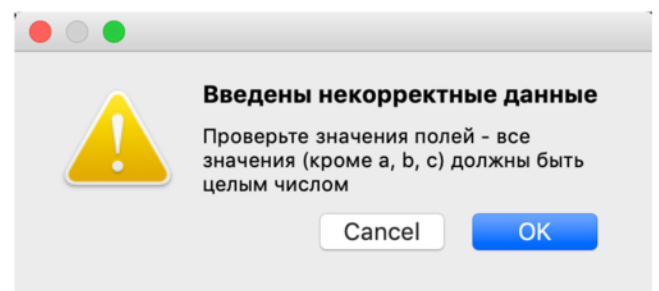 Введены некорректные данные
Проверьте значения полей - все
значения (кроме a, b, c) должны быть
целым числом
Cancel
OK